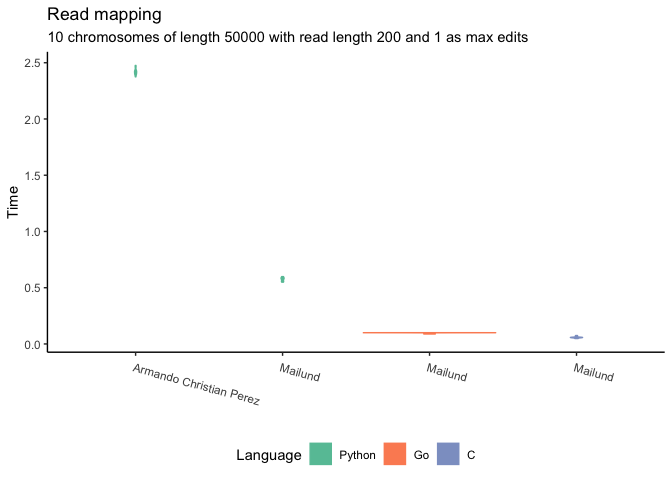 Read mapping
10 chromosomes of length 50000 with read length 200 and 1 as max edits
2.5
2.0
1.5
1.0
0.5
0.0
Time
Armando Christian Perez
Mailund
Mailund
Mailund
Language Python Go C